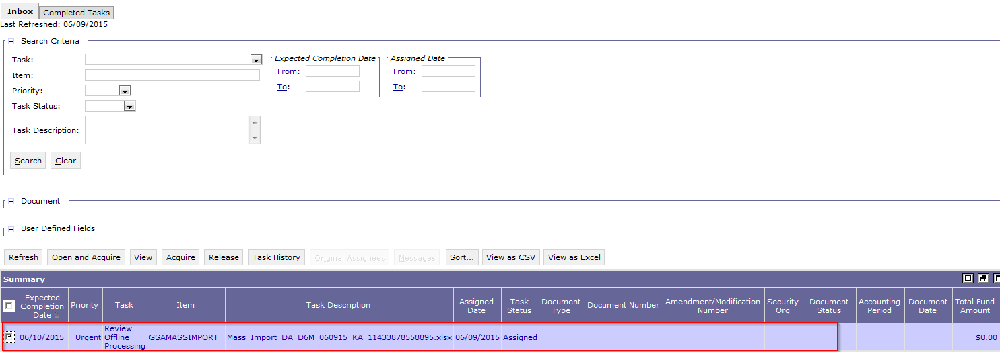 Inbox
Completed Tasks
Last Refreshed: 06/09/2015
Search Criteria
Task:
Item:
Priority:
Task Status:
Task Description:
Expected Completion Date
From:
To:
Assigned Date
From:
To:
Search
Clear
Document
User Defined Fields
Refresh
Open and Acquire
View
Acquire
Release
Task History
Original Assignees
Messages
Sort...
View as CSV
View as Excel
Summary
Expected
Completion
Date
Priority
Task
Item
Task Description
Assigned
Date
Task
Status
Document
Type
Document Number
Amendment/Modification
Number
Security
Org
Document
Status
Accounting
Period
Document
Date
Total Fund
Amount
06/10/2015
Urgent
Review
Offline
Processing
GSAMASSIMPORT
Mass_Import_DA_D6M_060915_KA_11433878558895.xlsx
06/09/2015
Assigned
$0.00